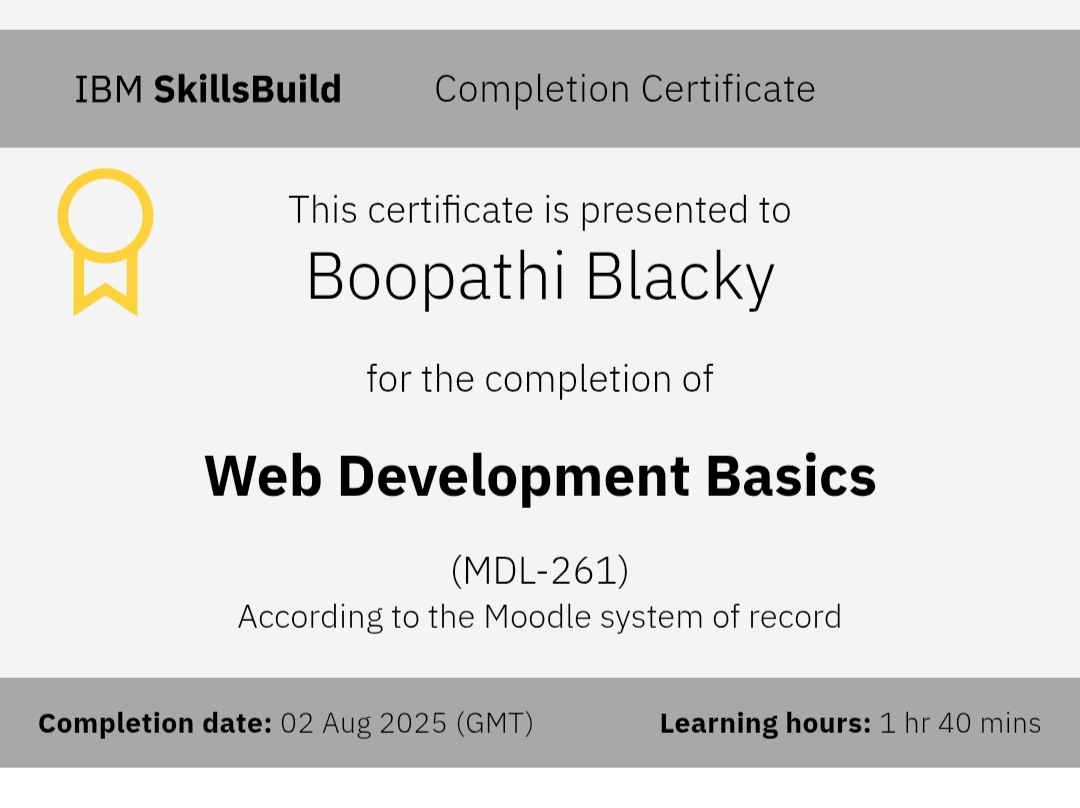 IBM SkillsBuild Completion Certificate
This certificate is presented to
Boopathi Blacky
for the completion of
Web Development Basics
(MDL-261)
According to the Moodle system of record
Completion date: 02 Aug 2025 (GMT) Learning hours: 1 hr 40 mins